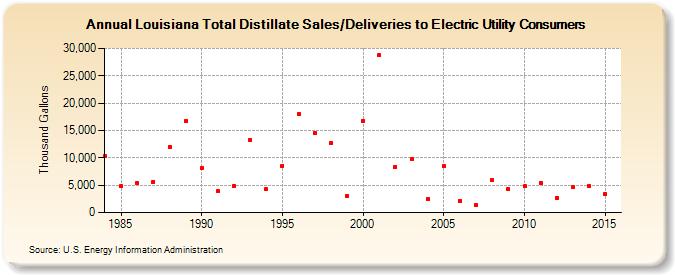 Annual Louisiana Total Distillate Sales/Deliveries to Electric Utility Consumers
Thousand Gallons
30,000
25,000
20,000
15,000
10,000
5,000
0
1985 1990 1995 2000 2005 2010 2015
Source: U.S. Energy Information Administration